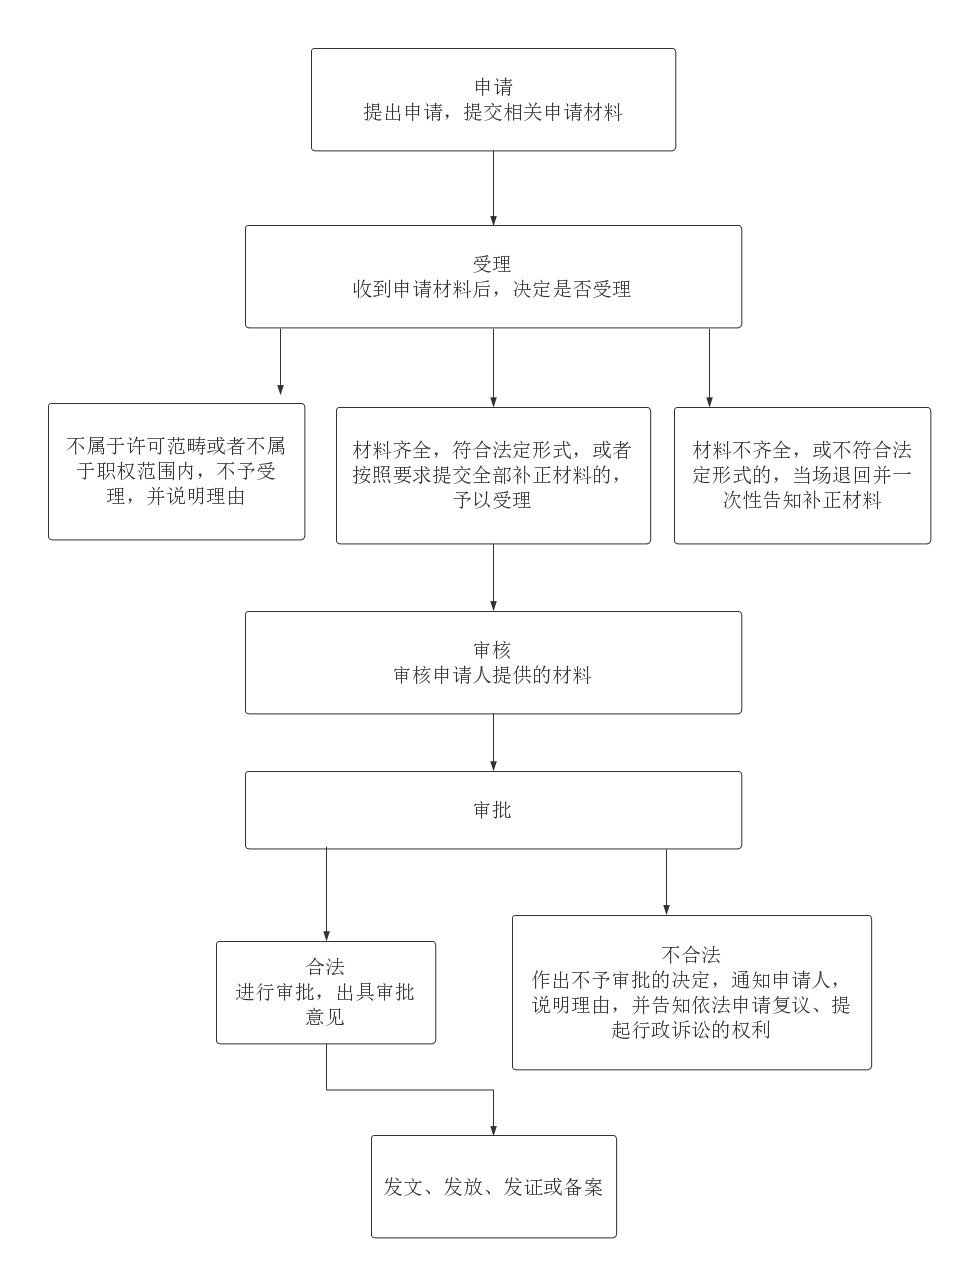 申请
提出申请，提交相关申请材料
受理
收到申请材料后，决定是否受理
不属于许可范畴或者不属
于职权范围内，不予受
理，并说明理由
材料齐全，符合法定形式，或者
按照要求提交全部补正材料的，
予以受理
材料不齐全，或不符合法
定形式的，当场退回并一
次性告知补正材料
审核
审核申请人提供的材料
审批
合法
进行审批，出具审批
意见
不合法
作出不予审批的决定，通知申请人，
说明理由，并告知依法申请复议、提
起行政诉讼的权利
发文、发放、发证或备案